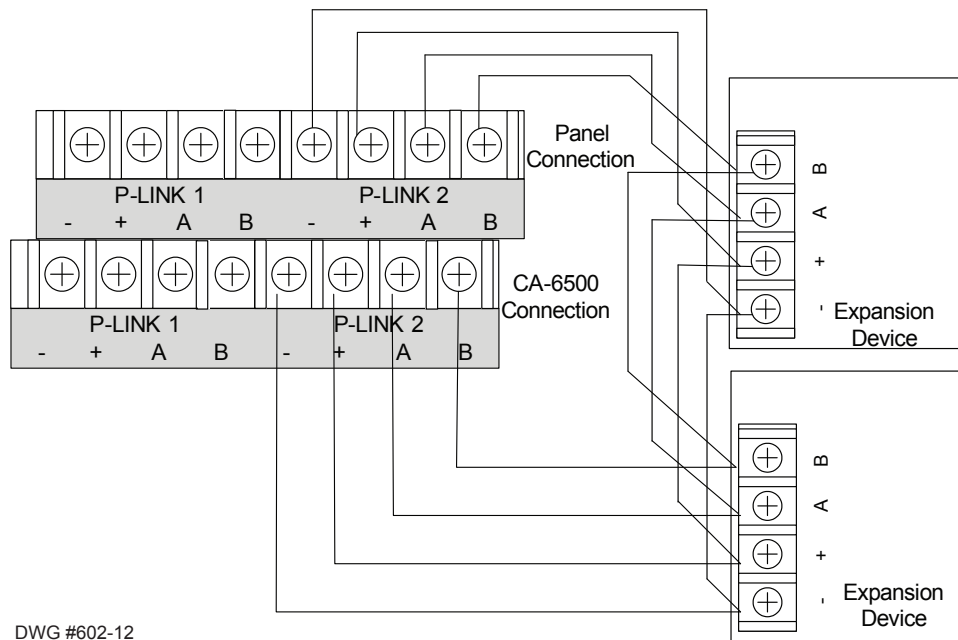 Panel
Connection
P-LINK 1 P-LINK 2
- + A B - + A B
CA-6500
Connection
P-LINK 1 P-LINK 2
- + A B - + A B
B
A
+
-
Expansion
Device
B
A
+
-
Expansion
Device
DWG #602-12